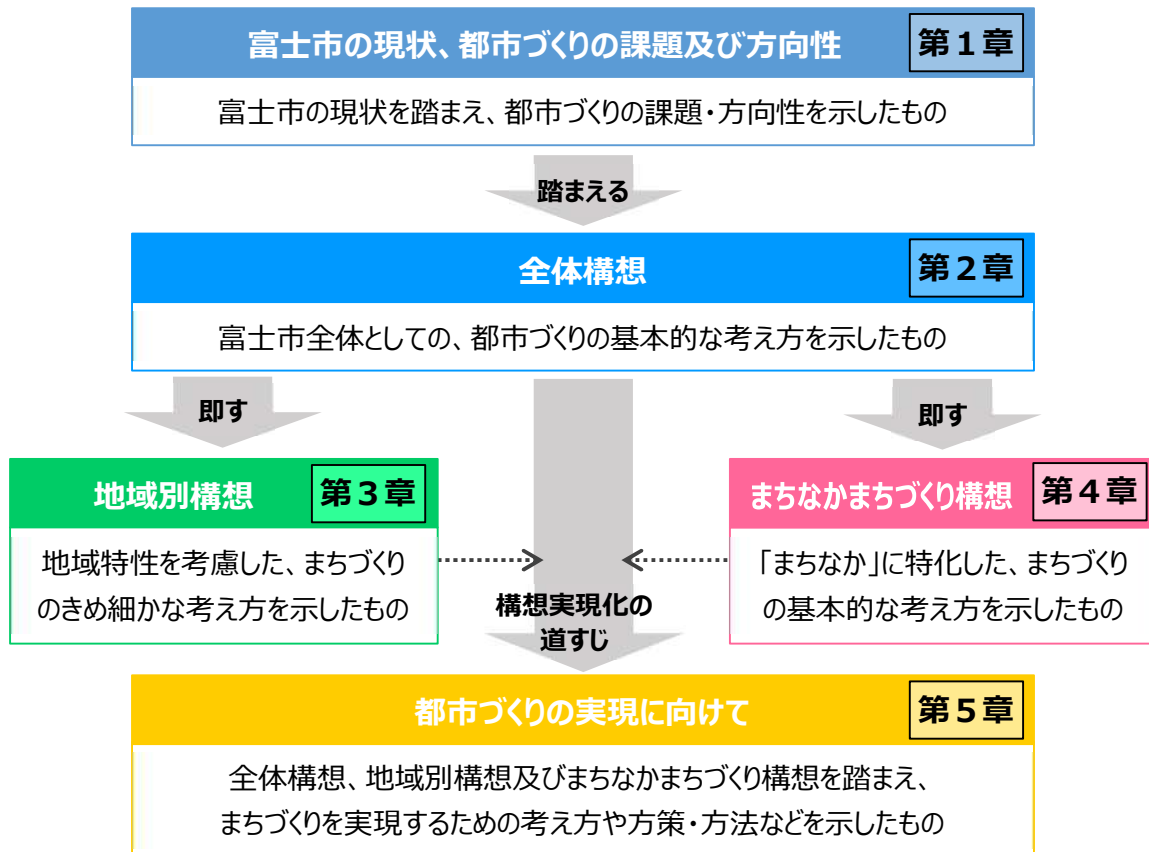 富士市の現状、都市づくりの課題及び方向性
第1章
富士市の現状を踏まえ、都市づくりの課題・方向性を示したもの
踏まえる
全体構想
第2章
富士市全体としての、都市づくりの基本的な考え方を示したもの
即す
即す
地域別構想
第3章
地域特性を考慮した、まちづくり
のきめ細かな考え方を示したもの
まちなかまちづくり構想
第4章
「まちなか」に特化した、まちづくり
の基本的な考え方を示したもの
構想実現化の
道すじ
都市づくりの実現に向けて
第5章
全体構想、地域別構想及びまちなかまちづくり構想を踏まえ、
まちづくりを実現するための考え方や方策・方法などを示したもの